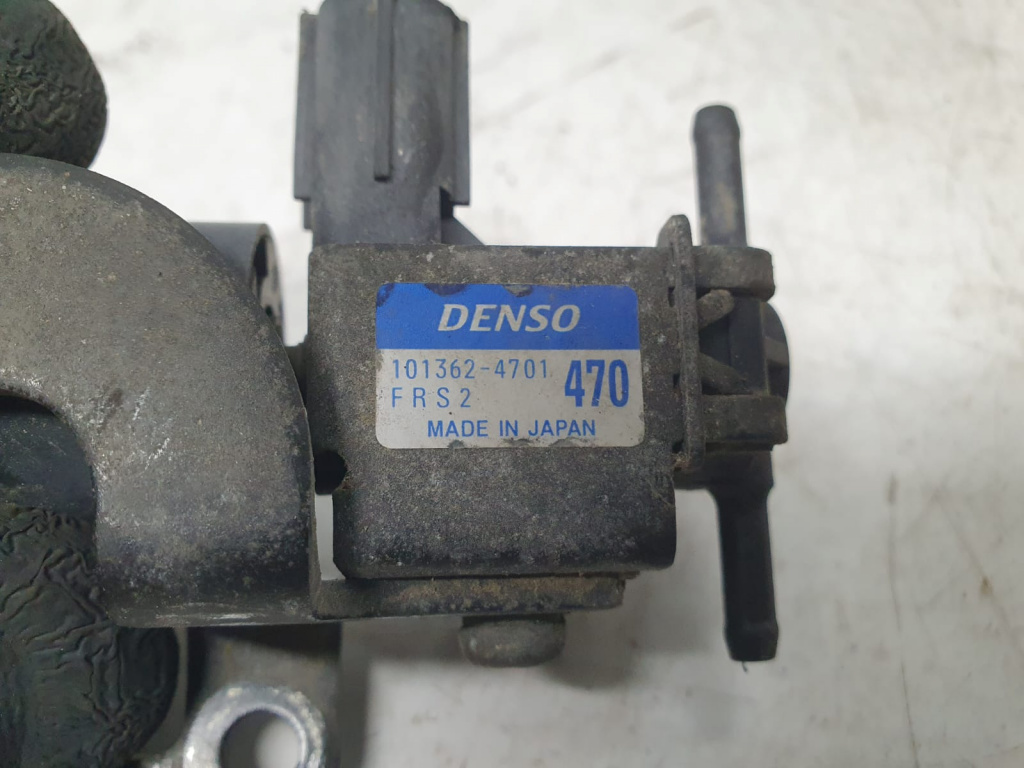 DENSO
101362-4701 470
FRS2
MADE IN JAPAN